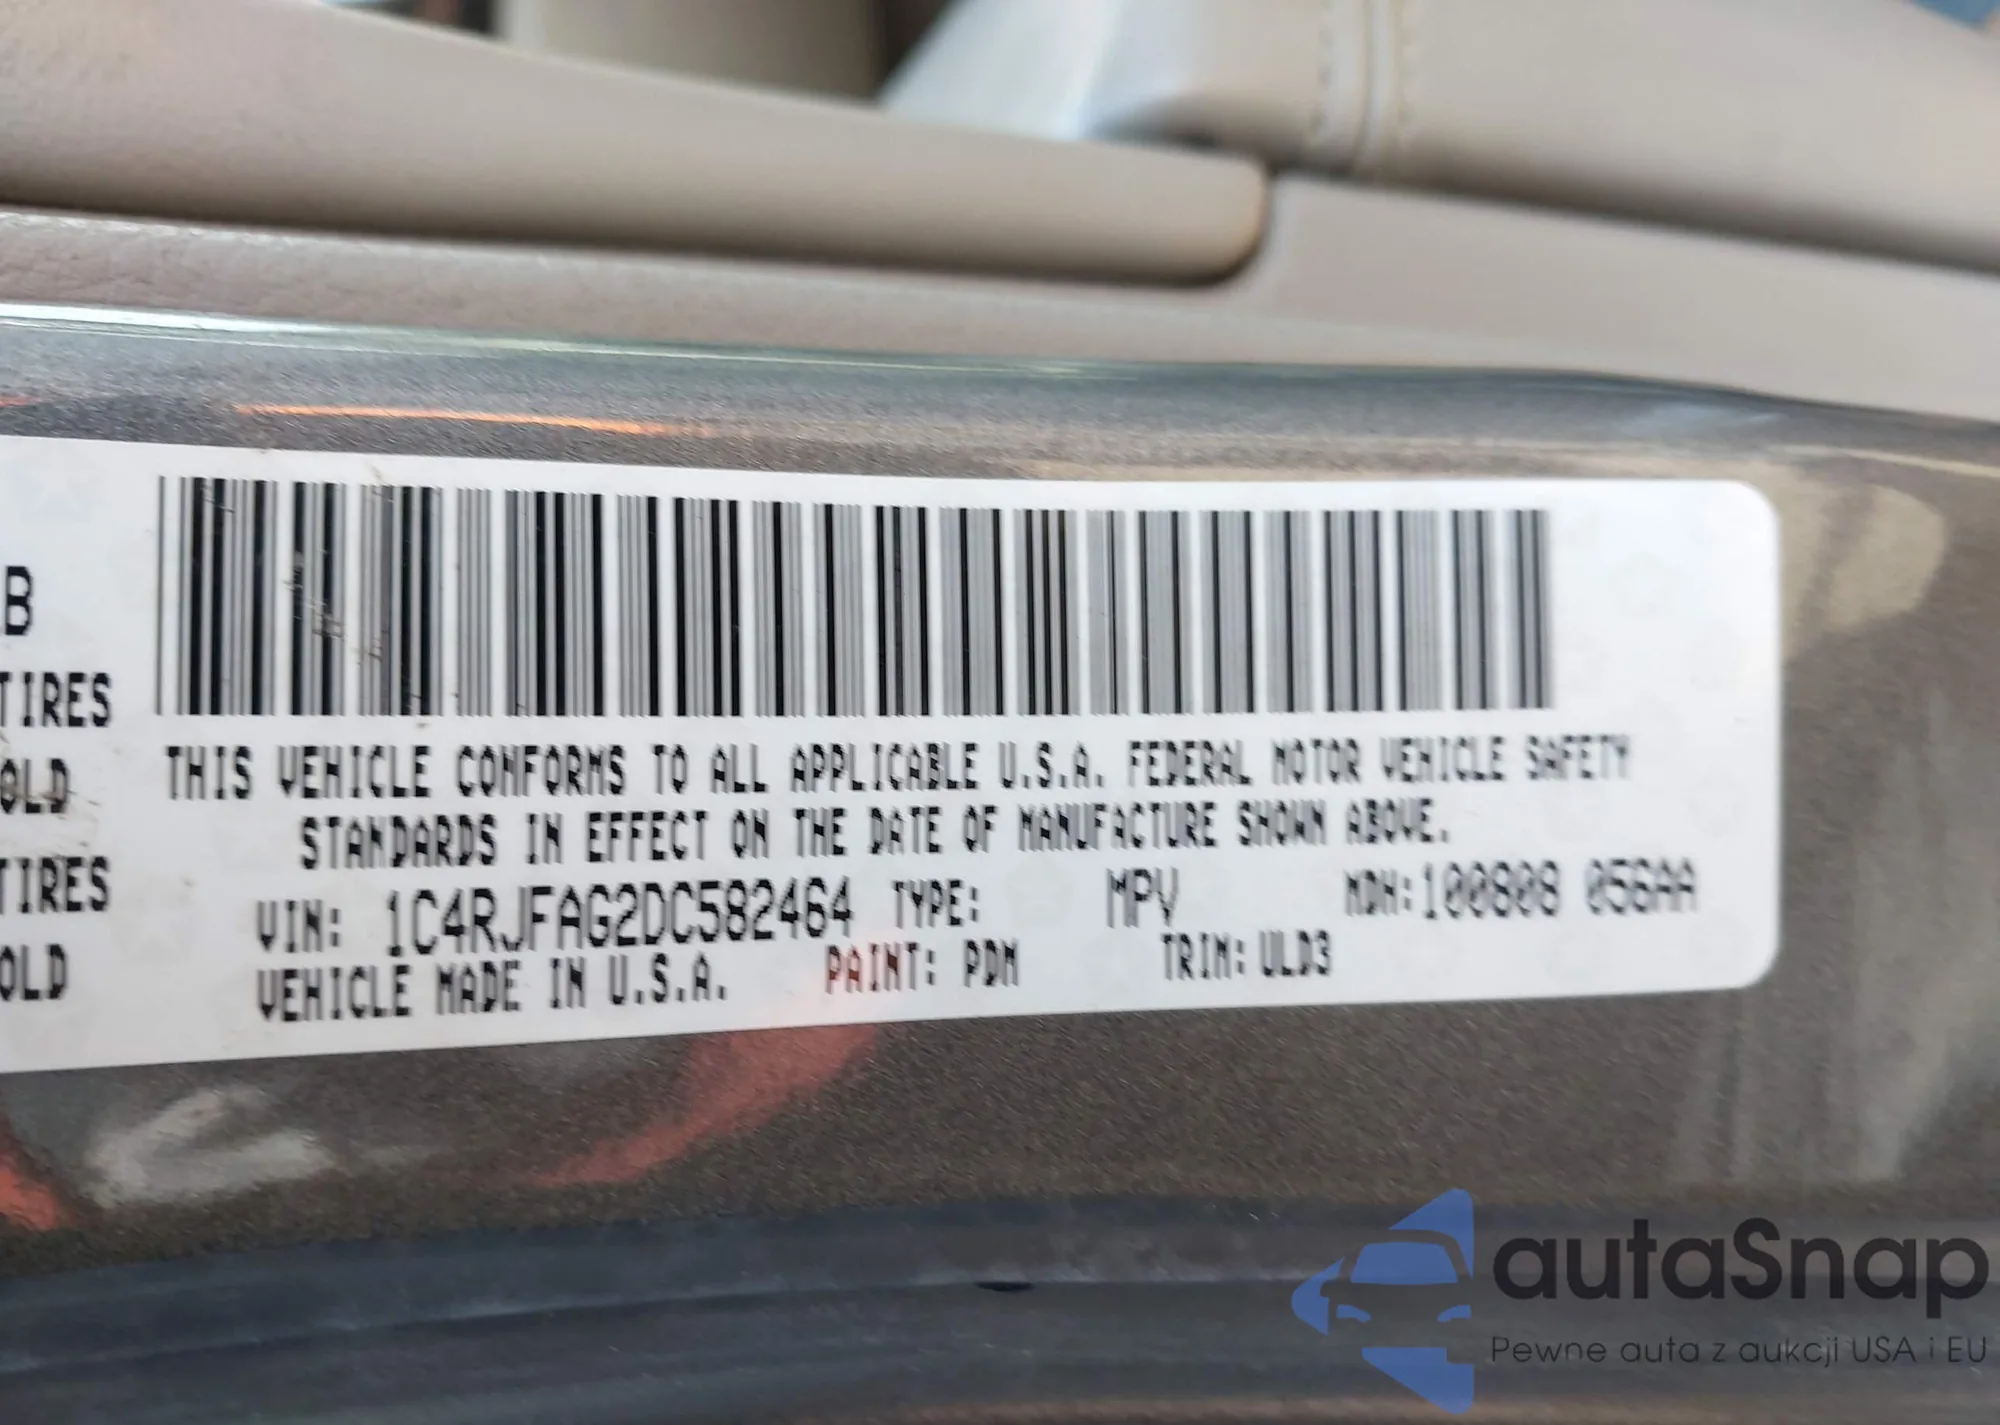 B
TIRES
OLD
TIRES
OLD
THIS VEHICLE CONFORMS TO ALL APPLICABLE U.S.A. FEDERAL MOTOR VEHICLE SAFETY
STANDARDS IN EFFECT ON THE DATE OF MANUFACTURE SHOWN ABOVE.
VIN: 1C4RJFAG2DC582464 TYPE: MPV MDH:100808 056AA
VEHICLE MADE IN U.S.A. PAINT: PDM TRIM: ULD3
autaSnap
Pewne auta z aukcji USA i EU